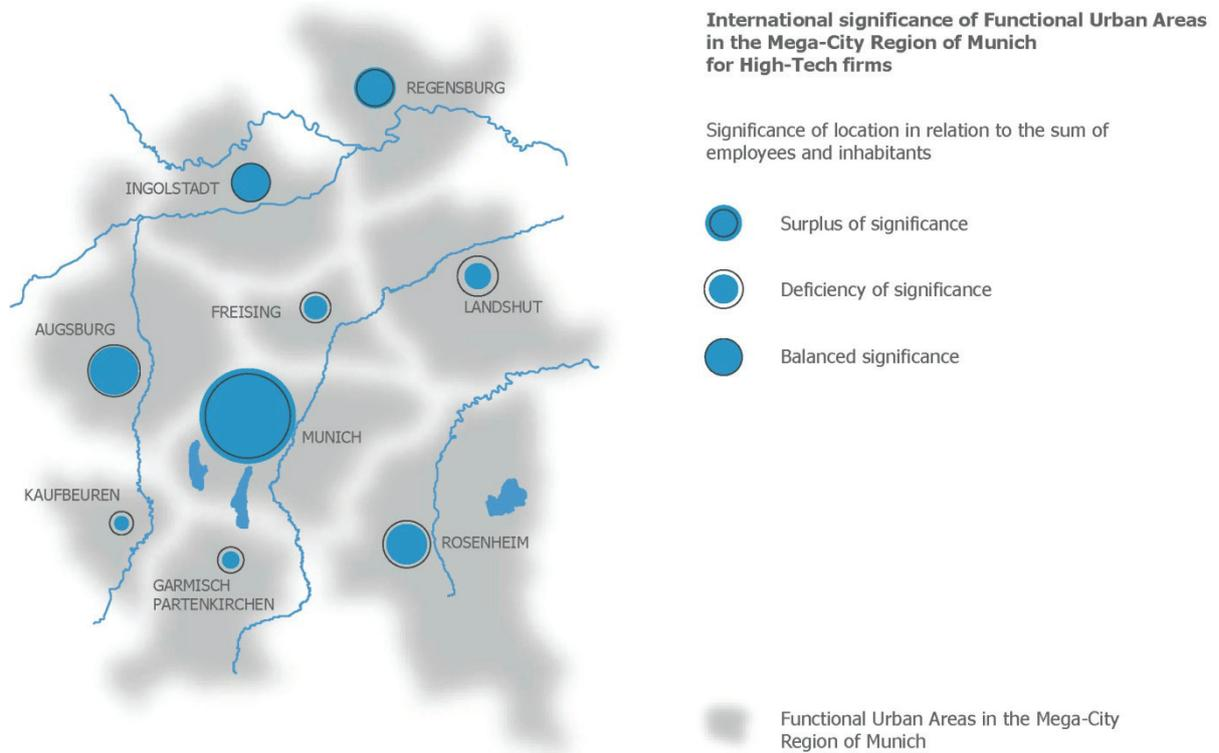 International significance of Functional Urban Areas
in the Mega-City Region of Munich
for High-Tech firms
Significance of location in relation to the sum of
employees and inhabitants
Surplus of significance
Deficiency of significance
Balanced significance
Functional Urban Areas in the Mega-City
Region of Munich
REGENSBURG
INGOLSTADT
LANDSHUT
FREISING
AUGSBURG
MUNICH
KAUFBEUREN
ROSENHEIM
GARMISCH
PARTENKIRCHEN